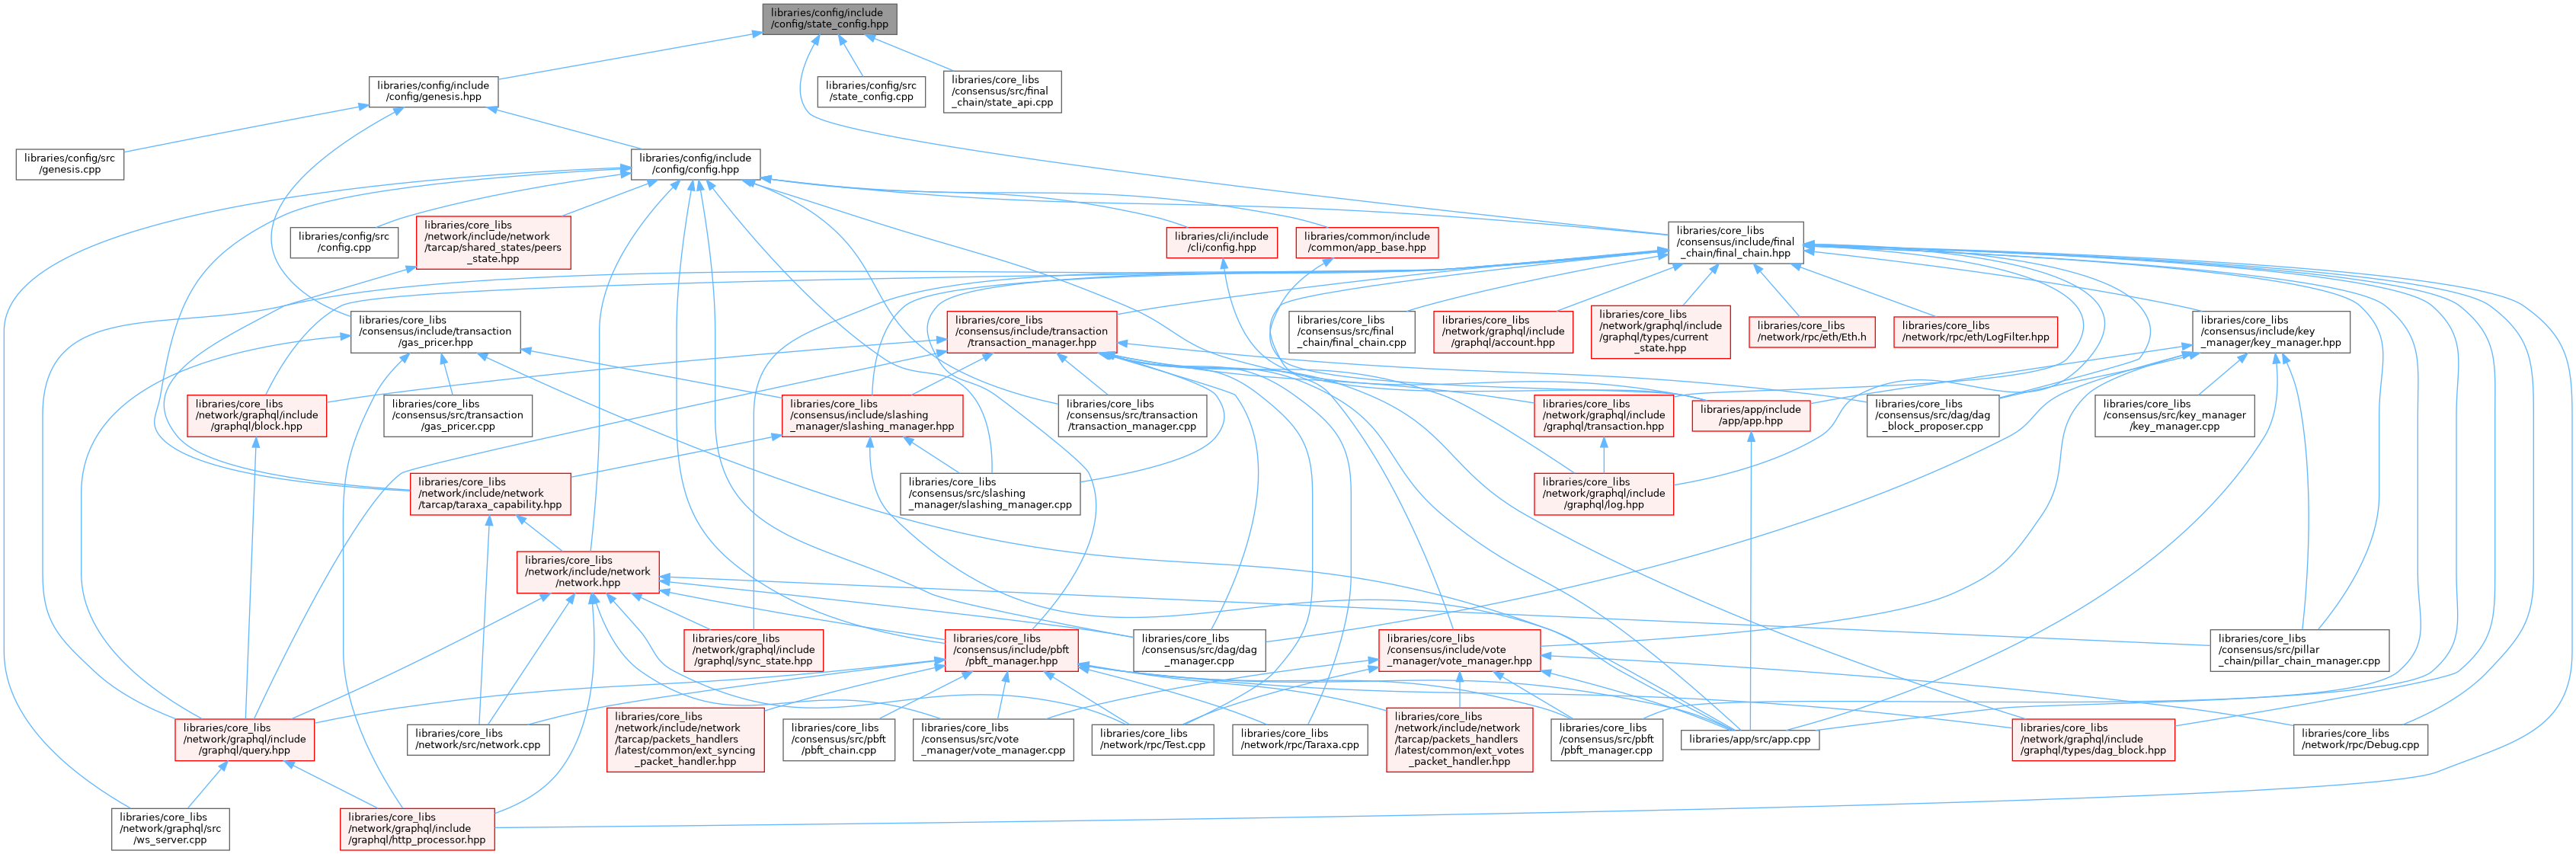 libraries/config/include
/config/state_config.hpp
libraries/config/include
/config/genesis.hpp
libraries/config/src
/state_config.cpp
libraries/core_libs
/consensus/src/final
_chain/state_api.cpp
libraries/config/src
/genesis.cpp
libraries/config/include
/config/config.hpp
libraries/config/src
/config.cpp
libraries/core_libs
/network/include/network
/tarcap/shared_states/peers
_state.hpp
libraries/cli/include
/cli/config.hpp
libraries/common/include
/common/app_base.hpp
libraries/core_libs
/consensus/include/final
_chain/final_chain.hpp
libraries/core_libs
/consensus/include/transaction
/gas_pricer.hpp
libraries/core_libs
/consensus/include/transaction
/transaction_manager.hpp
libraries/core_libs
/consensus/src/final
_chain/final_chain.cpp
libraries/core_libs
/network/graphql/include
/graphql/account.hpp
libraries/core_libs
/network/graphql/include
/graphql/types/current
_state.hpp
libraries/core_libs
/network/rpc/eth/Eth.h
libraries/core_libs
/network/rpc/eth/LogFilter.hpp
libraries/core_libs
/consensus/include/key
_manager/key_manager.hpp
libraries/core_libs
/network/graphql/include
/graphql/block.hpp
libraries/core_libs
/consensus/src/transaction
/gas_pricer.cpp
libraries/core_libs
/consensus/include/slashing
_manager/slashing_manager.hpp
libraries/core_libs
/consensus/src/transaction
/transaction_manager.cpp
libraries/core_libs
/network/graphql/include
/graphql/transaction.hpp
libraries/app/include
/app/app.hpp
libraries/core_libs
/consensus/src/dag/dag
_block_proposer.cpp
libraries/core_libs
/consensus/src/key_manager
/key_manager.cpp
libraries/core_libs
/network/include/network
/tarcap/taraxa_capability.hpp
libraries/core_libs
/consensus/src/slashing
_manager/slashing_manager.cpp
libraries/core_libs
/network/graphql/include
/graphql/log.hpp
libraries/core_libs
/network/include/network
/network.hpp
libraries/core_libs
/network/graphql/include
/graphql/sync_state.hpp
libraries/core_libs
/consensus/include/pbft
/pbft_manager.hpp
libraries/core_libs
/consensus/src/dag/dag
_manager.cpp
libraries/core_libs
/consensus/include/vote
_manager/vote_manager.hpp
libraries/core_libs
/consensus/src/pillar
_chain/pillar_chain_manager.cpp
libraries/core_libs
/network/graphql/include
/graphql/query.hpp
libraries/core_libs
/network/src/network.cpp
libraries/core_libs
/network/include/network
/tarcap/packets_handlers
/latest/common/ext_syncing
_packet_handler.hpp
libraries/core_libs
/consensus/src/pbft
/pbft_chain.cpp
libraries/core_libs
/consensus/src/vote
_manager/vote_manager.cpp
libraries/core_libs
/network/rpc/Test.cpp
libraries/core_libs
/network/rpc/Taraxa.cpp
libraries/core_libs
/network/include/network
/tarcap/packets_handlers
/latest/common/ext_votes
_packet_handler.hpp
libraries/core_libs
/consensus/src/pbft
/pbft_manager.cpp
libraries/app/src/app.cpp
libraries/core_libs
/network/graphql/include
/graphql/types/dag_block.hpp
libraries/core_libs
/network/rpc/Debug.cpp
libraries/core_libs
/network/graphql/src
/ws_server.cpp
libraries/core_libs
/network/graphql/include
/graphql/http_processor.hpp